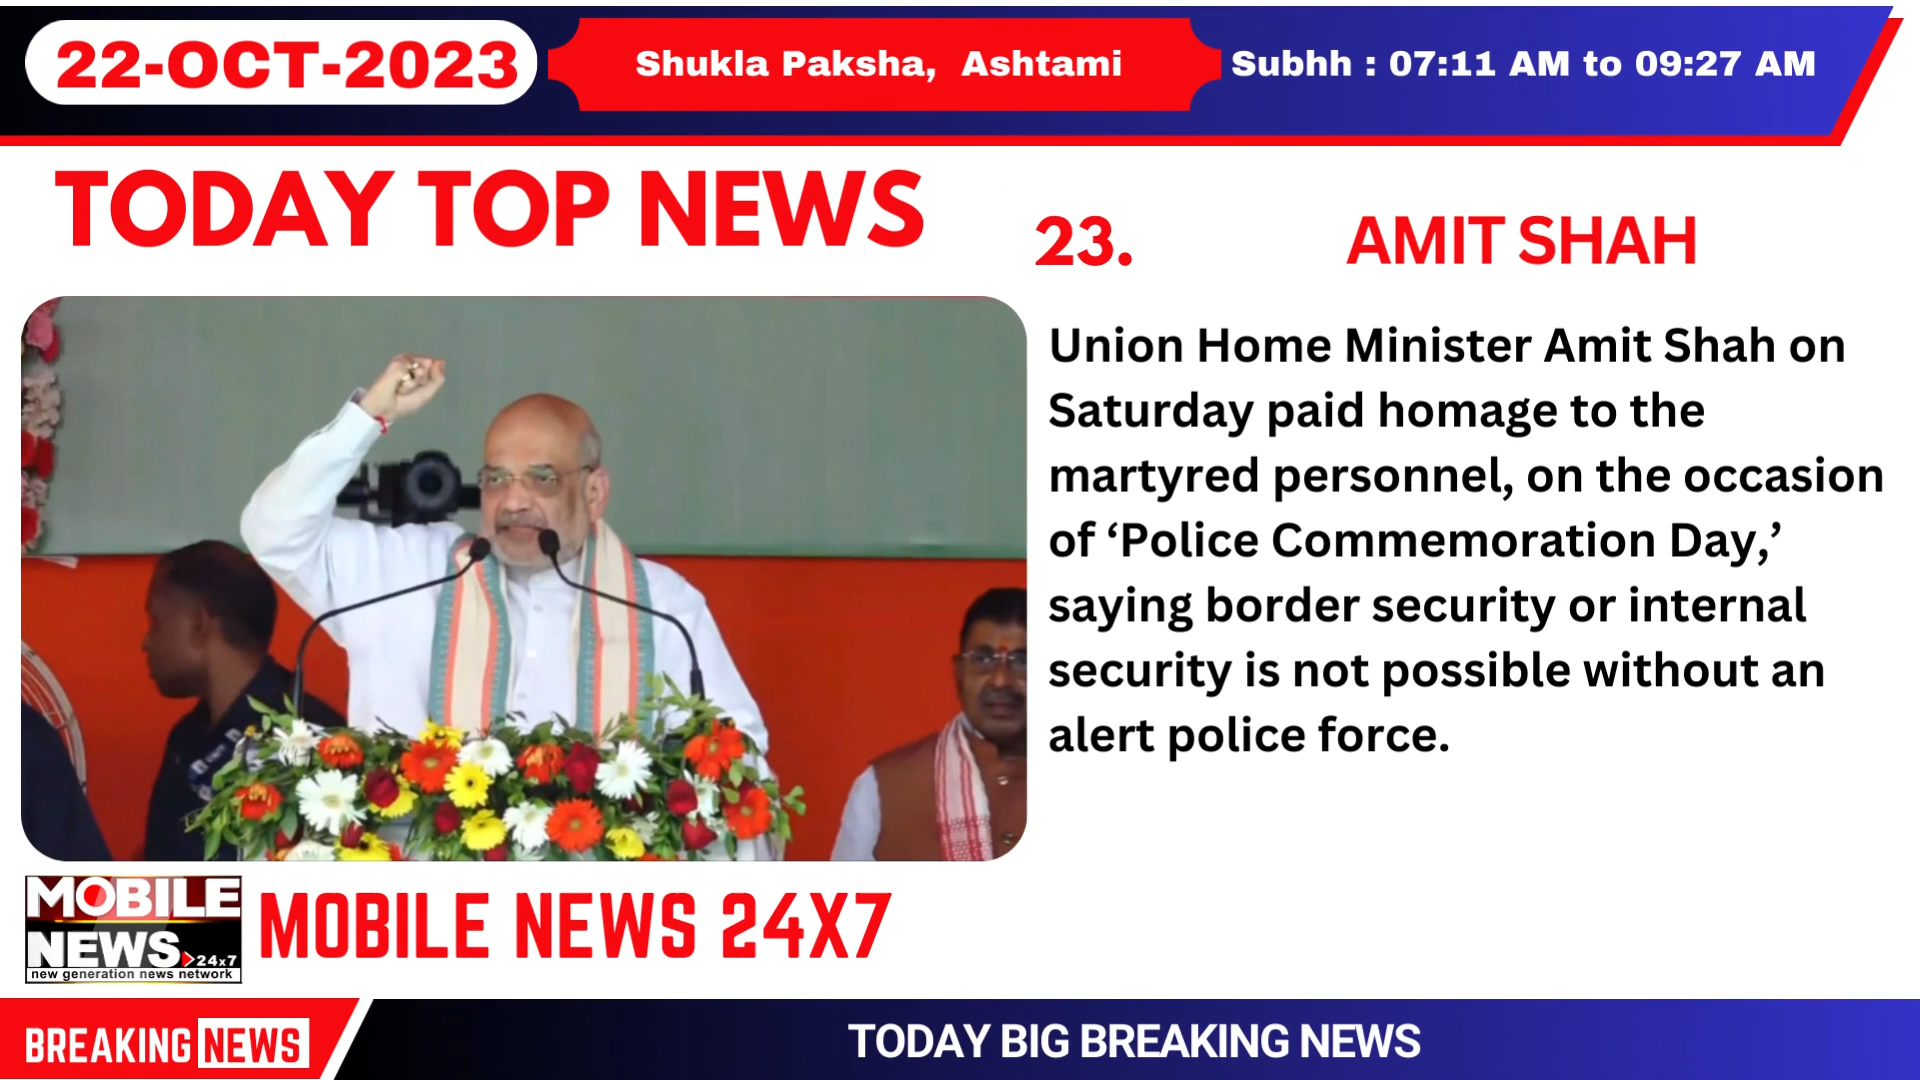 22-OCT-2023
Shukla Paksha, Ashtami
Subhh : 07:11 AM to 09:27 AM
TODAY TOP NEWS
23. AMIT SHAH
Union Home Minister Amit Shah on
Saturday paid homage to the
martyred personnel, on the occasion
of ‘Police Commemoration Day,’
saying border security or internal
security is not possible without an
alert police force.
MOBILE
NEWS 24x7
new generation news network
MOBILE NEWS 24X7
BREAKING NEWS
TODAY BIG BREAKING NEWS